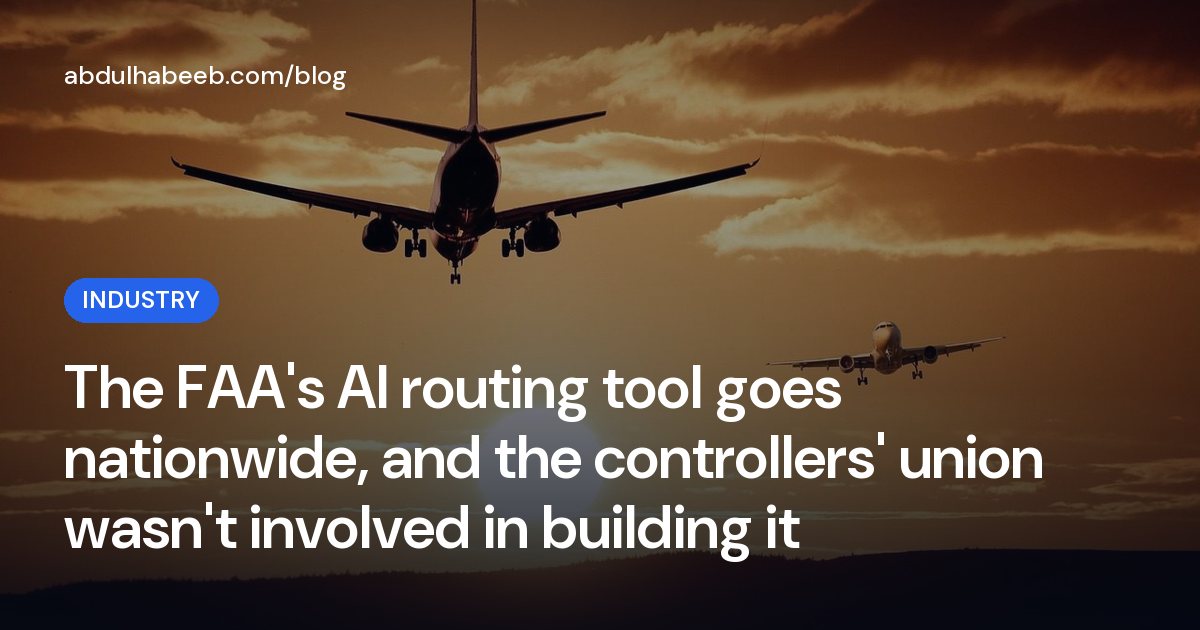 abdulhabeeb.com/blog
INDUSTRY
The FAA's AI routing tool goes
nationwide, and the controllers' union
wasn't involved in building it